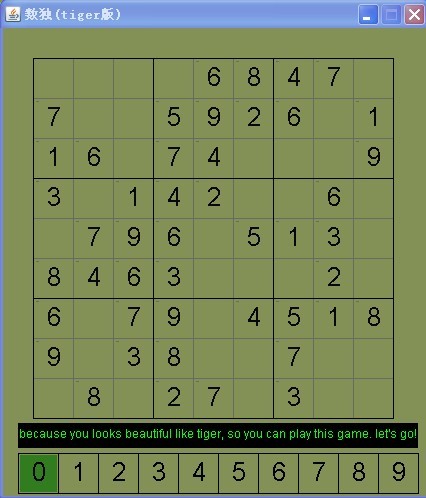 数独(tiger版)
6 8 4 7
7 5 9 2 6 1
1 6 7 4 9
3 1 4 2 6
7 9 6 5 1 3
8 4 6 3 2
6 7 9 4 5 1 8
9 3 8 7
8 2 7 3
because you looks beautiful like tiger, so you can play this game. let's go!
0 1 2 3 4 5 6 7 8 9